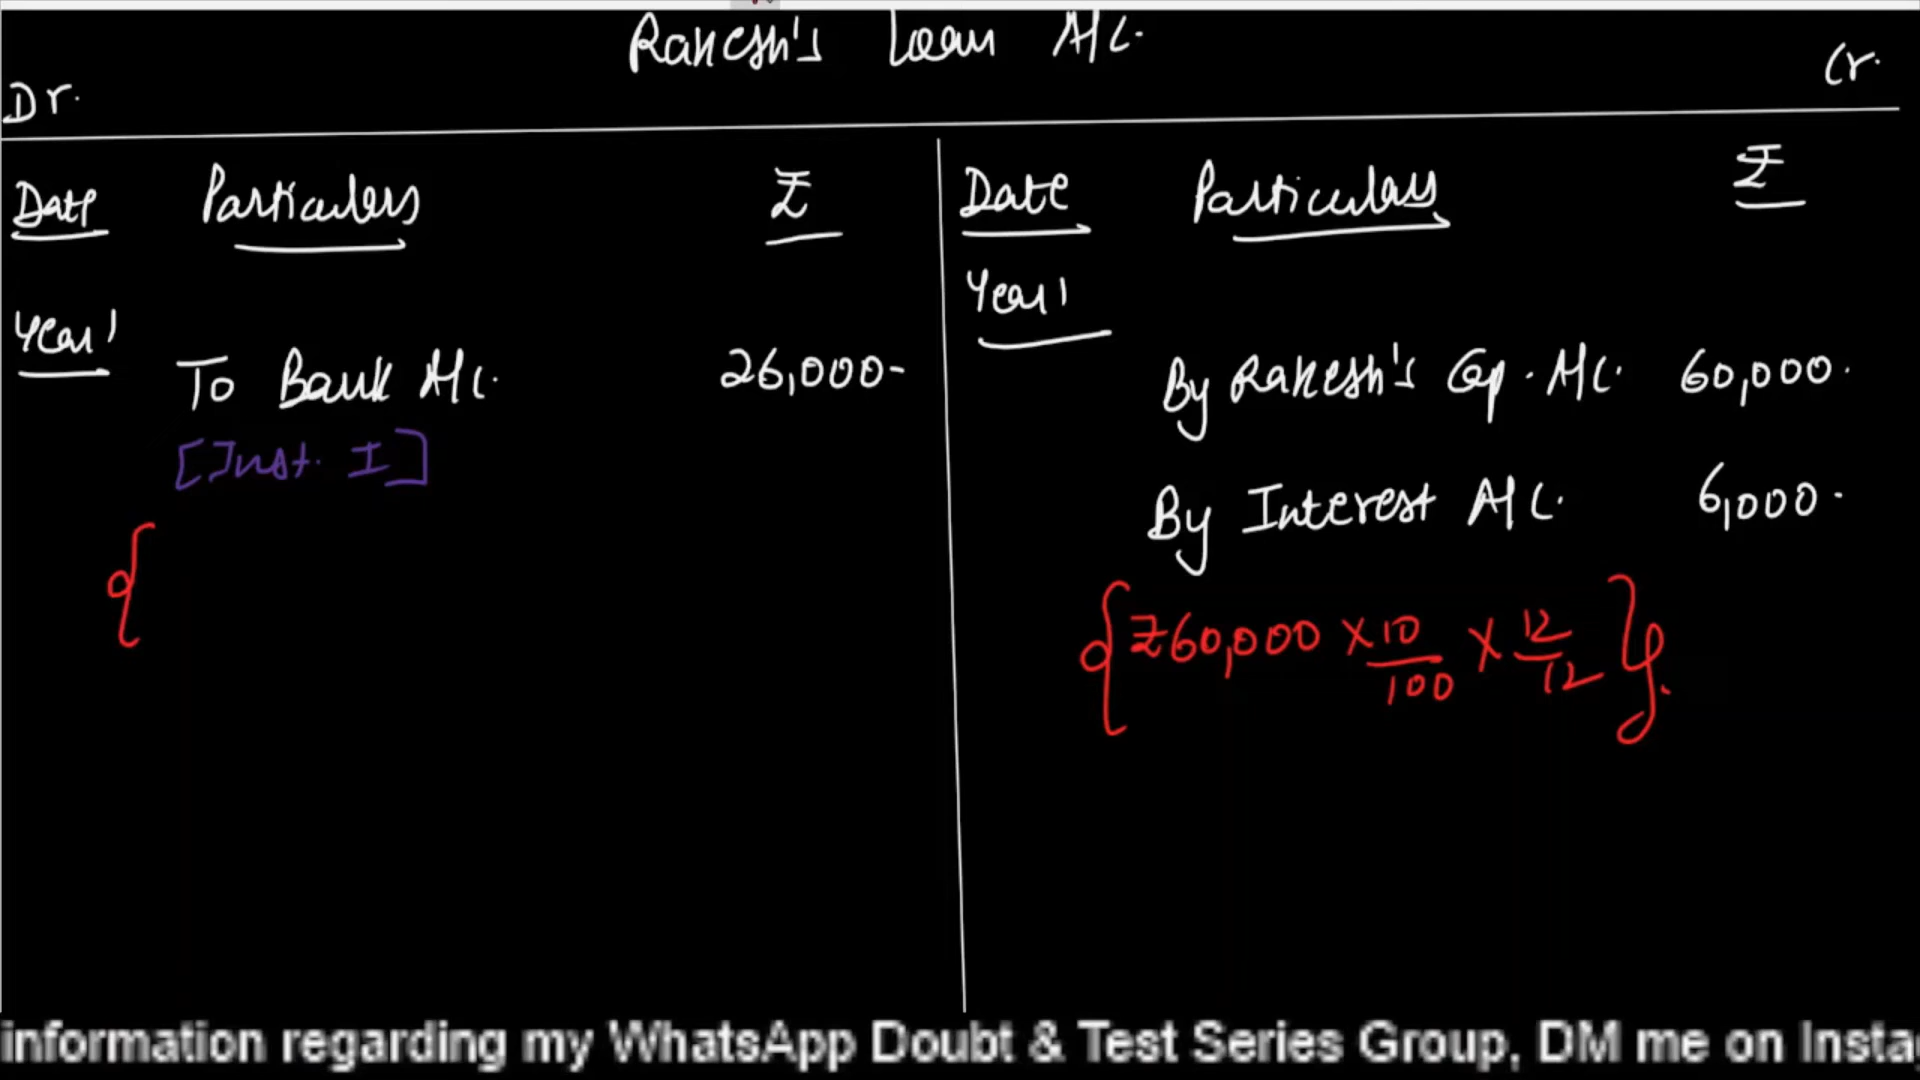 Rakesh's Loan A/c.
Dr. Cr.
Date Particulars ₹ Date Particulars ₹
Year 1 Year 1
To Bank A/c. 26,000- By Rakesh's Cap. A/c. 60,000.
[Inst. I] By Interest A/c. 6,000.
{ {₹60,000 × 10/100 × 12/12}.
information regarding my WhatsApp Doubt & Test Series Group, DM me on Insta